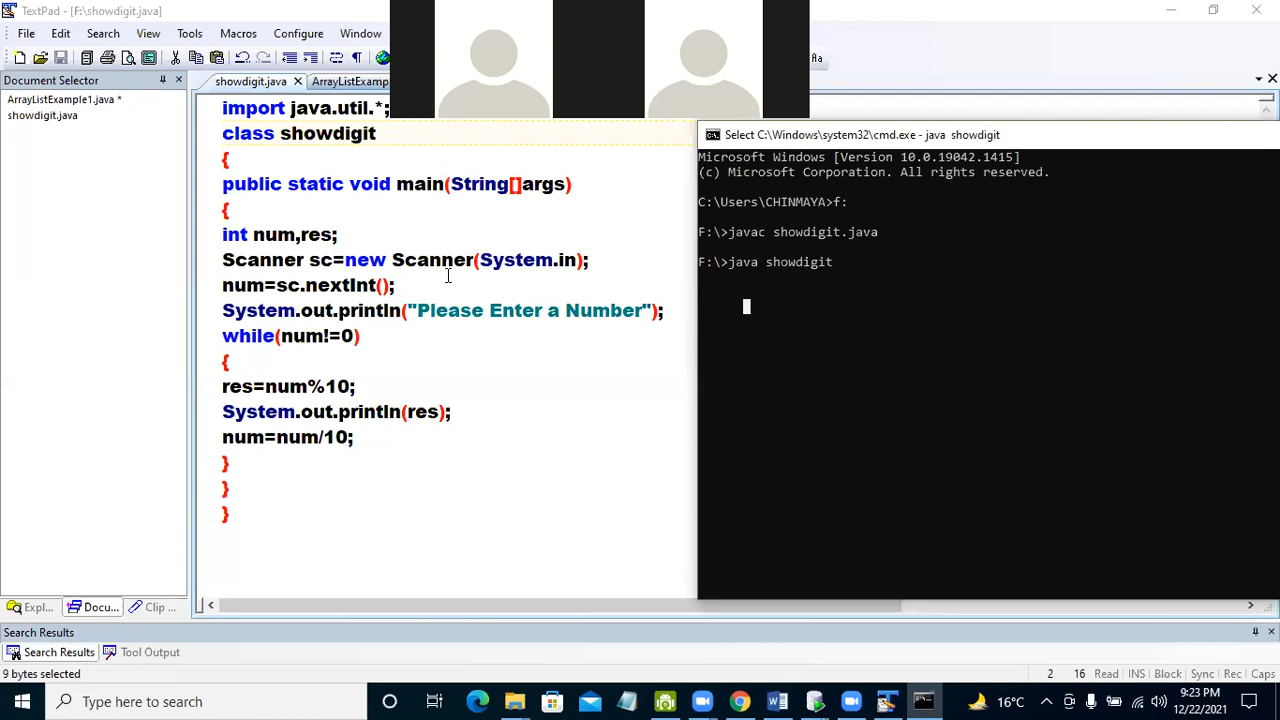 TextPad - [F:\showdigit.java]
File Edit Search View Tools Macros Configure Window
Document Selector
ArrayListExample1.java *
showdigit.java
showdigit.java
ArrayListExamp
import java.util.*;
class showdigit
{
public static void main(String[]args)
{
int num,res;
Scanner sc=new Scanner(System.in);
num=sc.nextInt();
System.out.println("Please Enter a Number");
while(num!=0)
{
res=num%10;
System.out.println(res);
num=num/10;
}
}
}
Select C:\Windows\system32\cmd.exe - java showdigit
Microsoft Windows [Version 10.0.19042.1415]
(c) Microsoft Corporation. All rights reserved.
C:\Users\CHINMAYA>f:
F:\>javac showdigit.java
F:\>java showdigit
Expl... Docu... Clip ...
Search Results
Search Results Tool Output
9 bytes selected
2 16 Read INS Block Sync Rec Caps
Type here to search
16°C
9:23 PM
12/22/2021